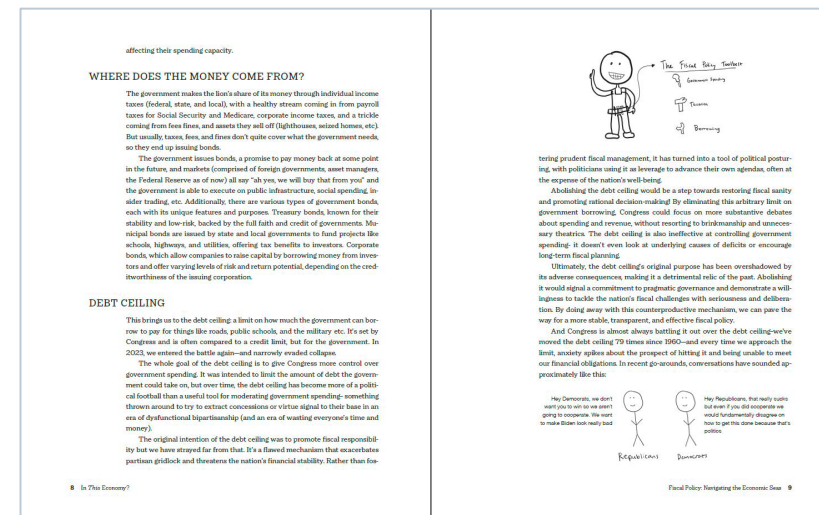 affecting their spending capacity.
WHERE DOES THE MONEY COME FROM?
The government makes the lion's share of its money through individual income
taxes (federal, state, and local), with a healthy stream coming in from payroll
taxes for Social Security and Medicare, corporate income taxes, and a trickle
coming from fees fines, and assets they sell off (lighthouses, seized homes, etc).
But usually, taxes, fees, and fines don't quite cover what the government needs,
so they end up issuing bonds.
The government issues bonds, a promise to pay money back at some point
in the future, and markets (comprised of foreign governments, asset managers,
the Federal Reserve as of now) all say "ah yes, we will buy that from you" and
the government is able to execute on public infrastructure, social spending, in-
sider trading, etc. Additionally, there are various types of government bonds,
each with its unique features and purposes. Treasury bonds, known for their
stability and low-risk, backed by the full faith and credit of governments. Mu-
nicipal bonds are issued by state and local governments to fund projects like
schools, highways, and utilities, offering tax benefits to investors. Corporate
bonds, which allow companies to raise capital by borrowing money from inves-
tors and offer varying levels of risk and return potential, depending on the cred-
itworthiness of the issuing corporation.
DEBT CEILING
This brings us to the debt ceiling: a limit on how much the government can bor-
row to pay for things like roads, public schools, and the military etc. It's set by
Congress and is often compared to a credit limit, but for the government. In
2023, we entered the battle again—and narrowly evaded collapse.
The whole goal of the debt ceiling is to give Congress more control over
government spending. It was intended to limit the amount of debt the govern-
ment could take on, but over time, the debt ceiling has become more of a politi-
cal football than a useful tool for moderating government spending- something
thrown around to try to extract concessions or virtue signal to their base in an
era of dysfunctional bipartisanship (and an era of wasting everyone's time and
money).
The original intention of the debt ceiling was to promote fiscal responsibil-
ity but we have strayed far from that. It's a flawed mechanism that exacerbates
partisan gridlock and threatens the nation's financial stability. Rather than fos-
8 In This Economy?
The Fiscal Policy Toolbelt
Government Spending
Taxation
Borrowing
tering prudent fiscal management, it has turned into a tool of political postur-
ing, with politicians using it as leverage to advance their own agendas, often at
the expense of the nation's well-being.
Abolishing the debt ceiling would be a step towards restoring fiscal sanity
and promoting rational decision-making! By eliminating this arbitrary limit on
government borrowing, Congress could focus on more substantive debates
about spending and revenue, without resorting to brinkmanship and unneces-
sary theatrics. The debt ceiling is also ineffective at controlling government
spending- it doesn't even look at underlying causes of deficits or encourage
long-term fiscal planning.
Ultimately, the debt ceiling's original purpose has been overshadowed by
its adverse consequences, making it a detrimental relic of the past. Abolishing
it would signal a commitment to pragmatic governance and demonstrate a will-
ingness to tackle the nation's fiscal challenges with seriousness and delibera-
tion. By doing away with this counterproductive mechanism, we can pave the
way for a more stable, transparent, and effective fiscal policy.
And Congress is almost always battling it out over the debt ceiling–we've
moved the debt ceiling 79 times since 1960—and every time we approach the
limit, anxiety spikes about the prospect of hitting it and being unable to meet
our financial obligations. In recent go-arounds, conversations have sounded ap-
proximately like this:
Hey Democrats, we don't
want you to win so we aren't
going to cooperate. We want
to make Biden look really bad
Hey Republicans, that really sucks
but even if you did cooperate we
would fundamentally disagree on
how to get this done because that's
politics
Republicans
Democrats
Fiscal Policy: Navigating the Economic Seas 9